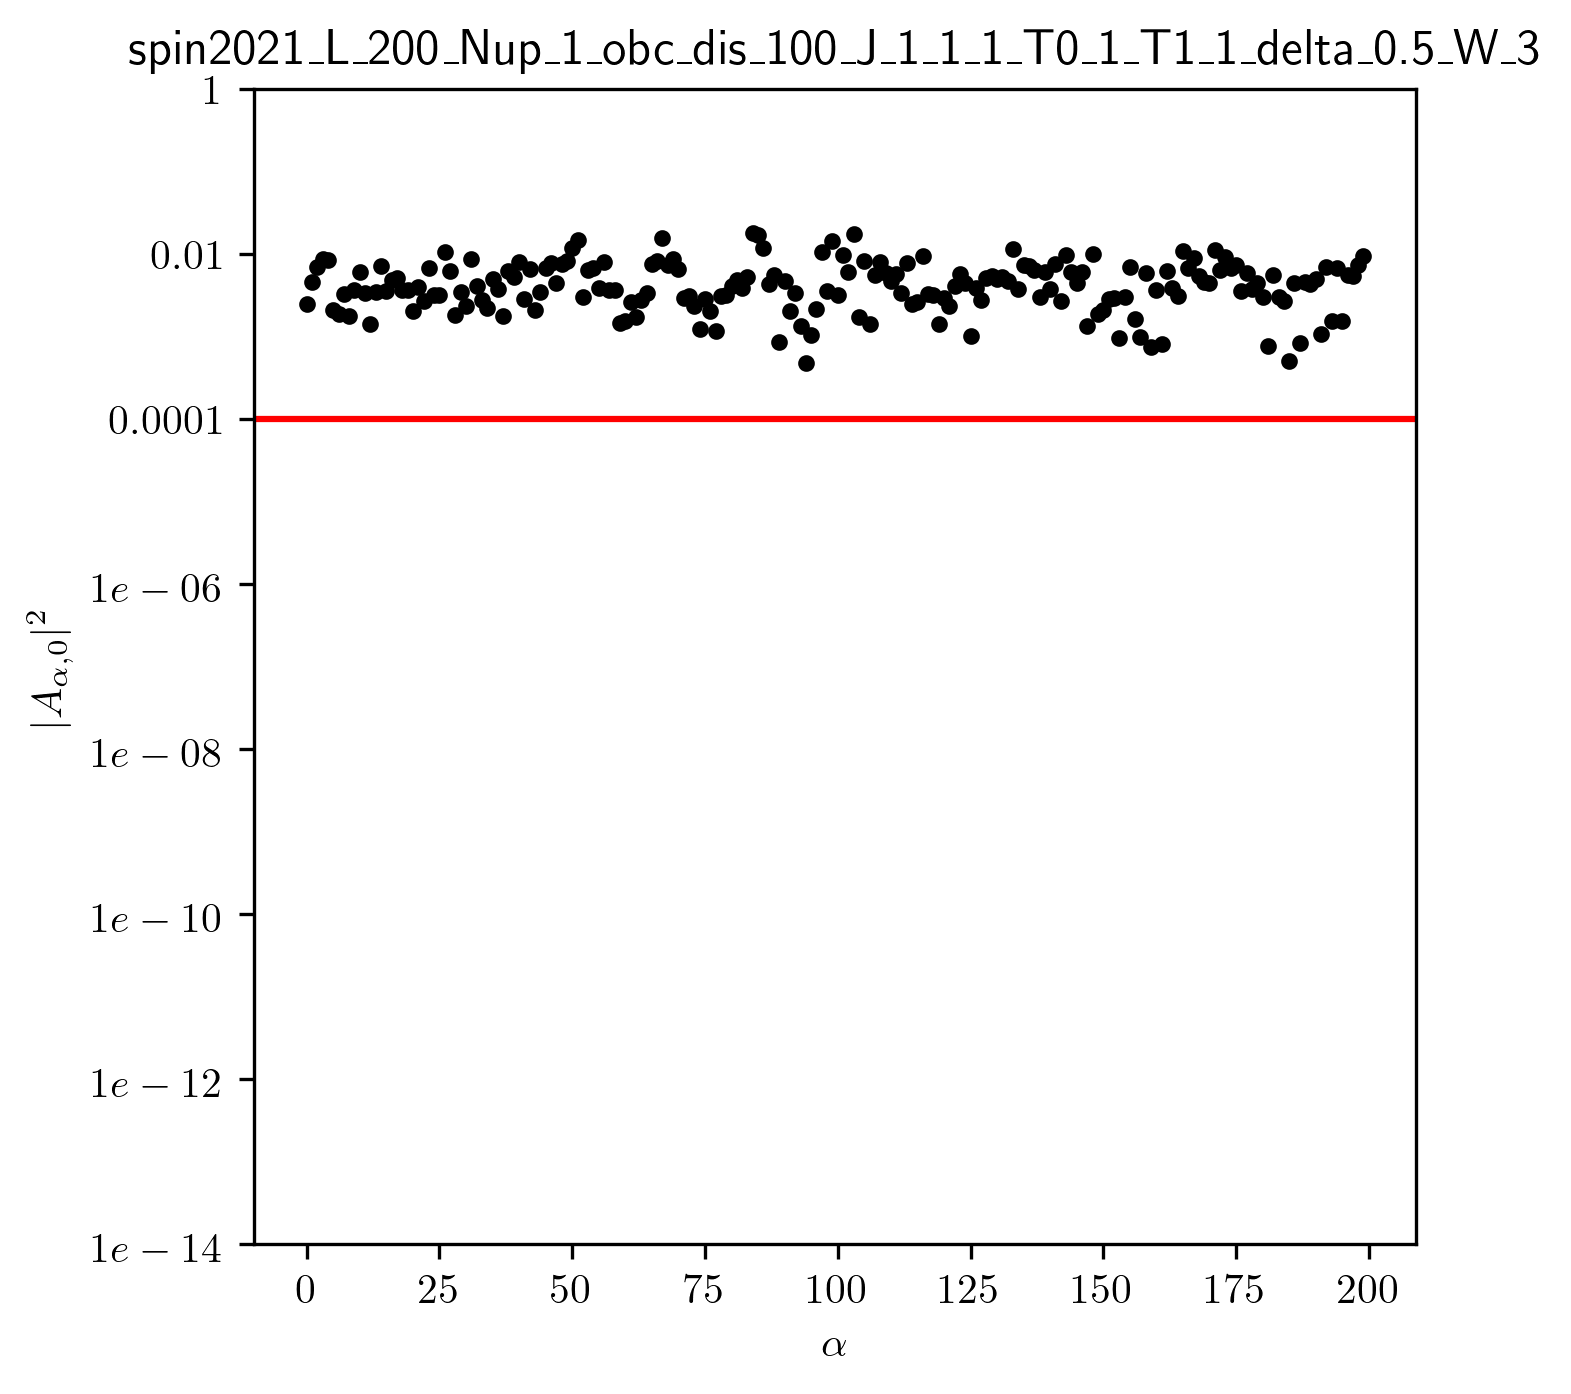 spin2021_L_200_Nup_1_obc_dis_100_J_1_1_1_T0_1_T1_1_delta_0.5_W_3
1
0.01
0.0001
1e − 06
1e − 08
1e − 10
1e − 12
1e − 14
|A_{α,0}|^2
0 25 50 75 100 125 150 175 200
α